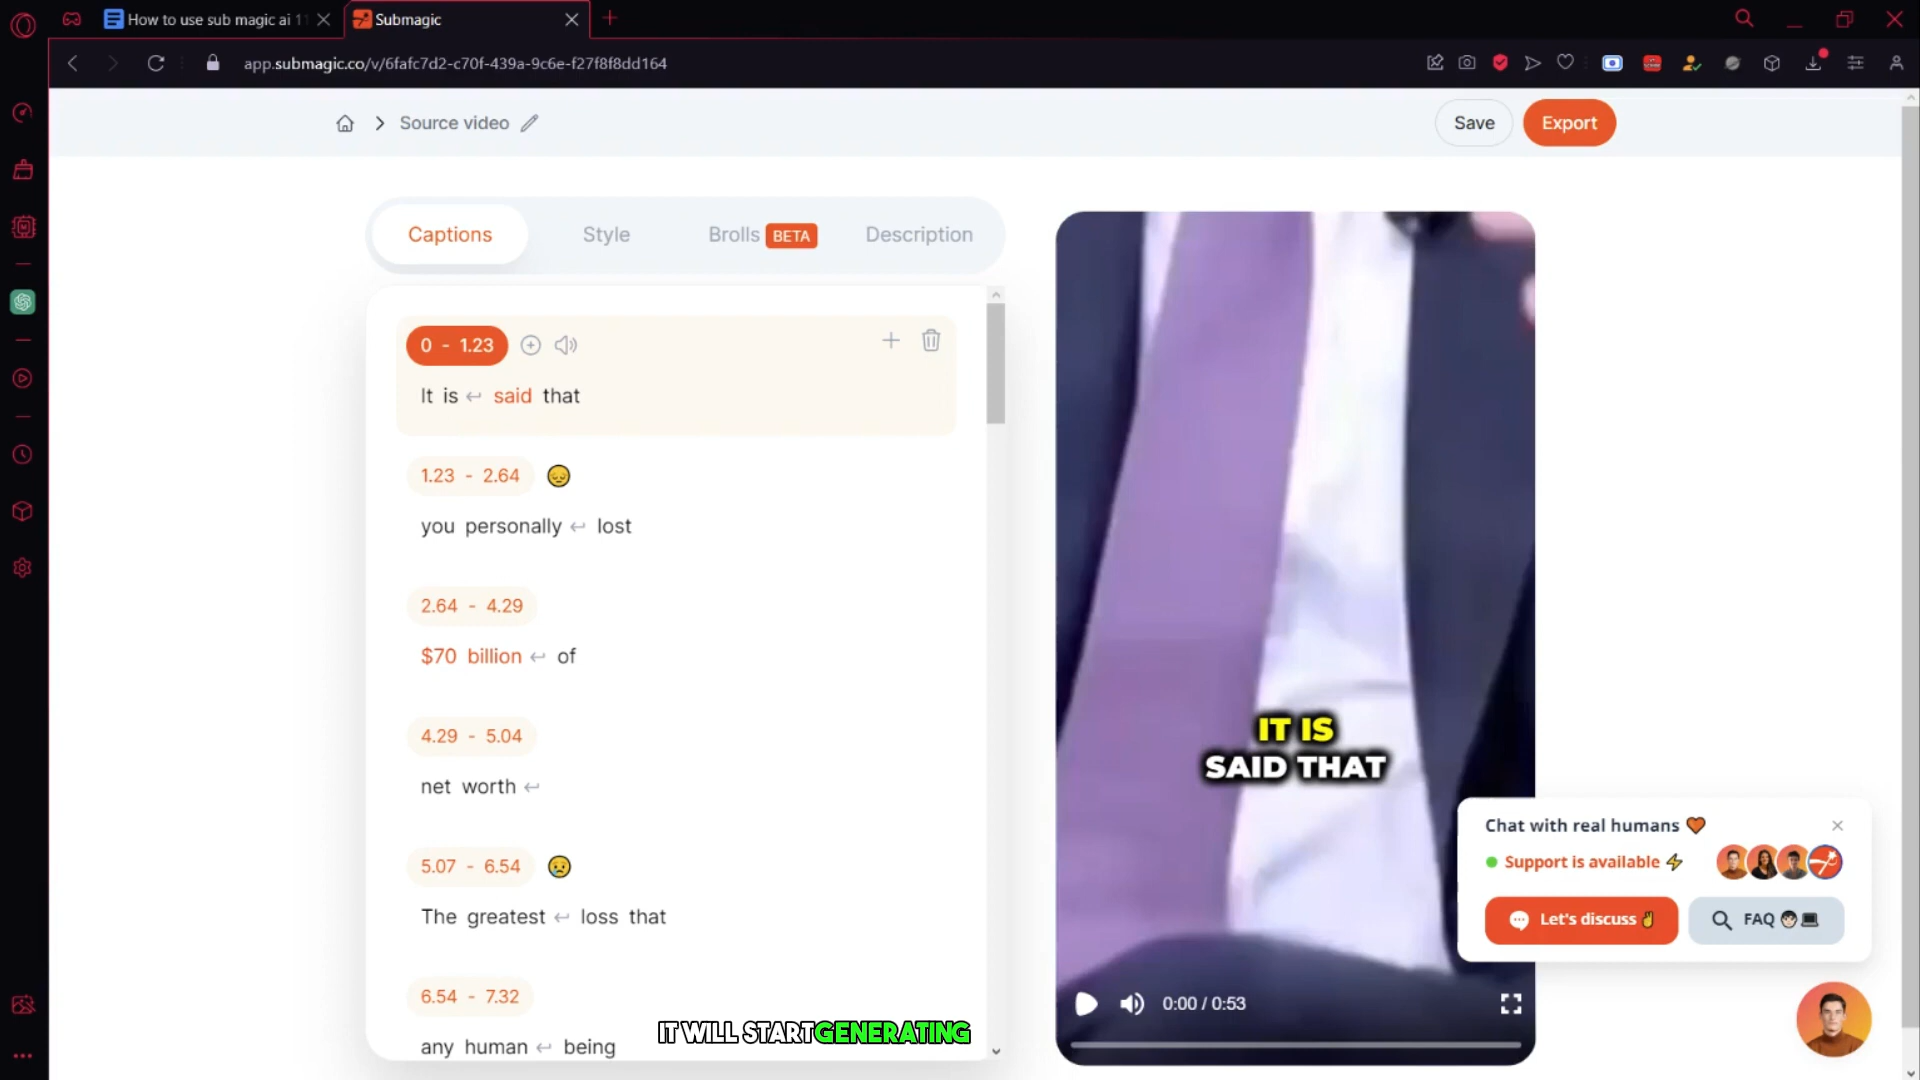 How to use sub magic ai 1
Submagic
app.submagic.co/v/6fafc7d2-c70f-439a-9c6e-f27f8f8dd164
Source video
Save
Export
Captions
Style
Brolls BETA
Description
0 - 1.23
It is ↩ said that
1.23 - 2.64 😔
you personally ↩ lost
2.64 - 4.29
$70 billion ↩ of
4.29 - 5.04
net worth ↩
5.07 - 6.54 😢
The greatest ↩ loss that
6.54 - 7.32
any human ↩ being
IT IS
SAID THAT
0:00 / 0:53
Chat with real humans 🧡
Support is available ⚡
Let's discuss ✌
FAQ 🧑🏻💻
IT WILL START GENERATING